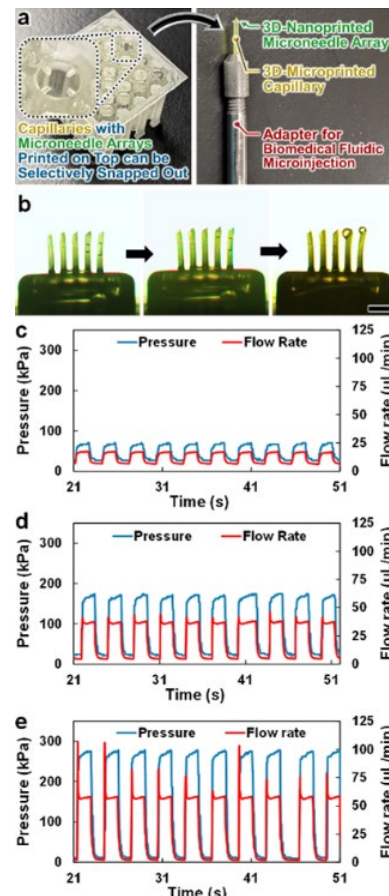 a
3D-Nanoprinted
Microneedle Array
3D-Microprinted
Capillary
Capillaries with
Microneedle Arrays
Printed on Top can be
Selectively Snapped Out
Adapter for
Biomedical Fluidic
Microinjection
b
c
Pressure
Flow Rate
Pressure (kPa)
Flow rate (µL/min)
300
200
100
0
125
100
75
50
25
0
21
31
41
51
Time (s)
d
Pressure
Flow Rate
Pressure (kPa)
Flow rate (µL/min)
300
200
100
0
125
100
75
50
25
0
21
31
41
51
Time (s)
e
Pressure
Flow rate
Pressure (kPa)
Flow rate (µL/min)
300
200
100
0
125
100
75
50
25
0
21
31
41
51
Time (s)